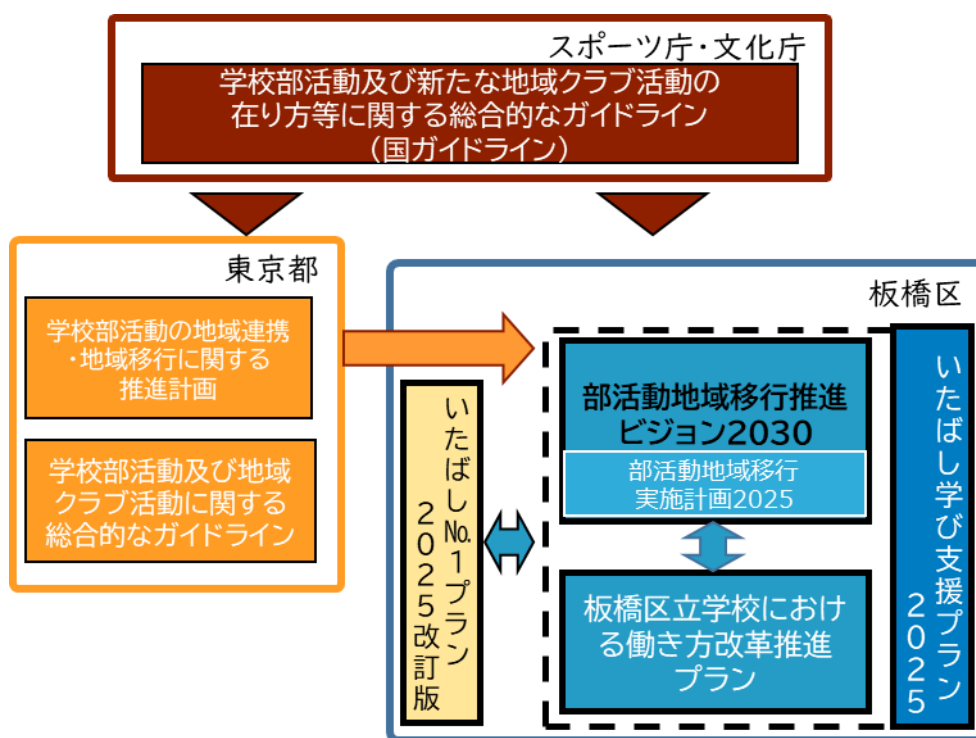 スポーツ庁・文化庁
学校部活動及び新たな地域クラブ活動の
在り方等に関する総合的なガイドライン
（国ガイドライン）
東京都
学校部活動の地域連携
・地域移行に関する
推進計画
学校部活動及び地域
クラブ活動に関する
総合的なガイドライン
板橋区
いたばし№1プラン
2025改訂版
部活動地域移行推進
ビジョン2030
部活動地域移行
実施計画2025
板橋区立学校におけ
る働き方改革推進
プラン
いたばし学び支援プラン
2025